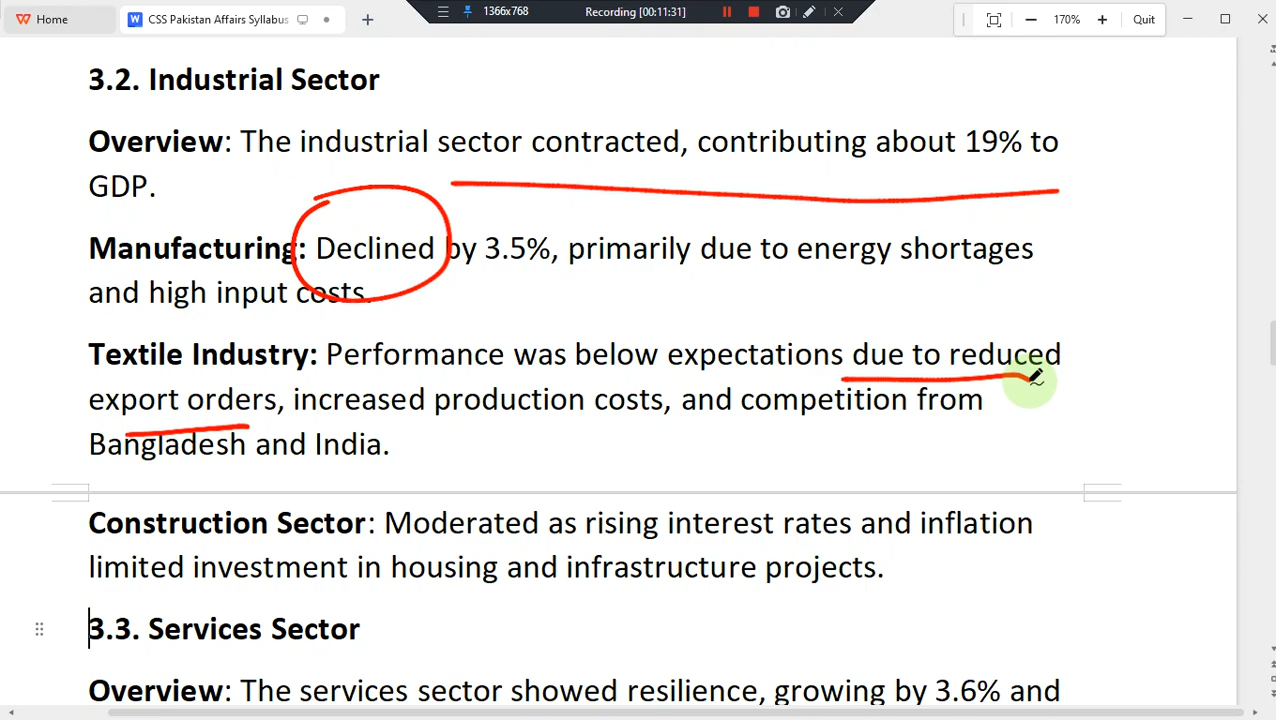 Home
CSS Pakistan Affairs Syllabus
1366x768
Recording [00:11:31]
170%
Quit
3.2. Industrial Sector
Overview: The industrial sector contracted, contributing about 19% to
GDP.
Manufacturing: Declined by 3.5%, primarily due to energy shortages
and high input costs.
Textile Industry: Performance was below expectations due to reduced
export orders, increased production costs, and competition from
Bangladesh and India.
Construction Sector: Moderated as rising interest rates and inflation
limited investment in housing and infrastructure projects.
3.3. Services Sector
Overview: The services sector showed resilience, growing by 3.6% and